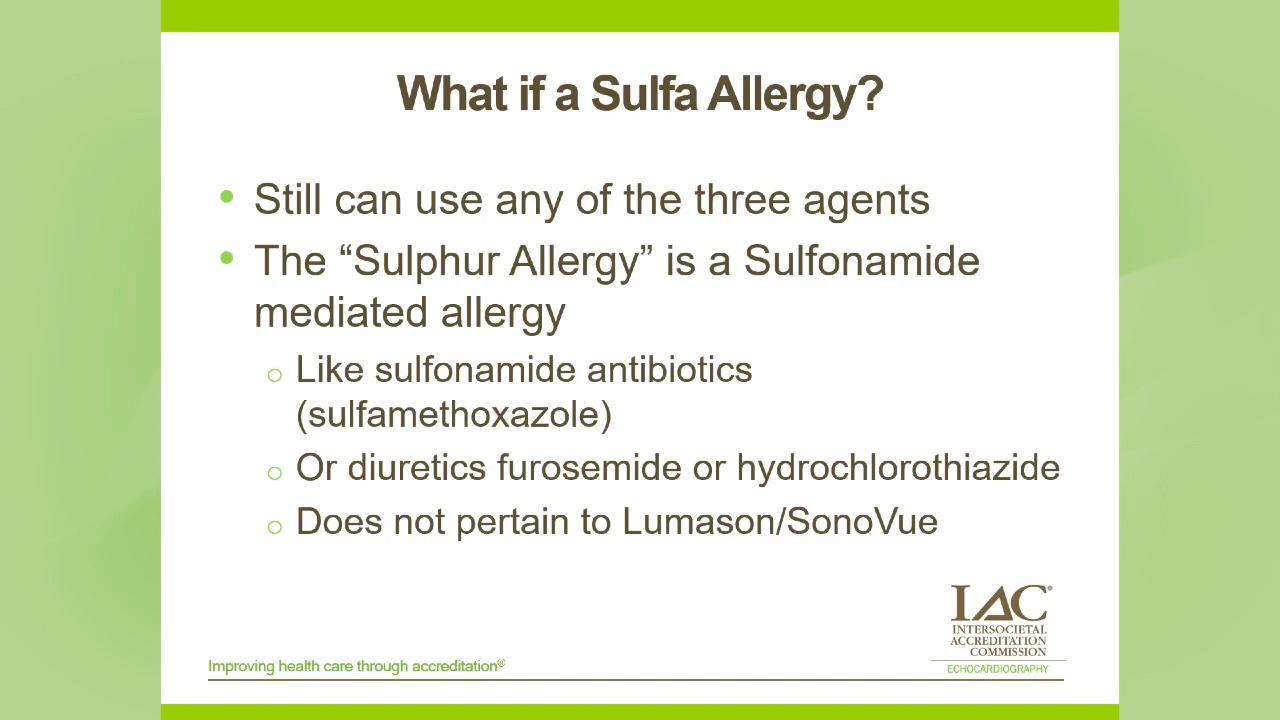 What if a Sulfa Allergy?
• Still can use any of the three agents
• The “Sulphur Allergy” is a Sulfonamide
mediated allergy
o Like sulfonamide antibiotics
(sulfamethoxazole)
o Or diuretics furosemide or hydrochlorothiazide
o Does not pertain to Lumason/SonoVue
IAC®
INTERSOCIETAL
ACCREDITATION
COMMISSION
ECHOCARDIOGRAPHY
Improving health care through accreditation®